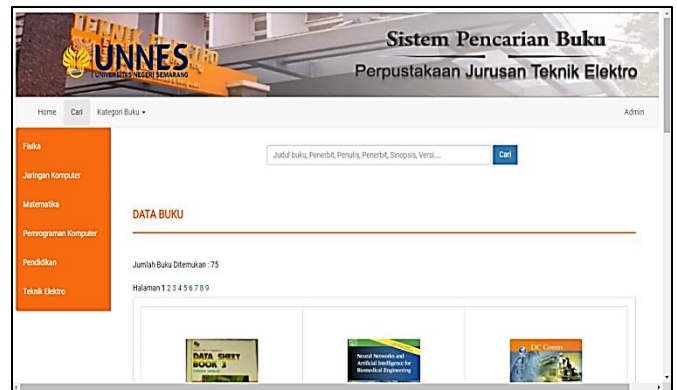 TEKNIK ELEKTRO
UNNES
UNIVERSITAS NEGERI SEMARANG
Sistem Pencarian Buku
Perpustakaan Jurusan Teknik Elektro
Home Cari Kategori Buku Admin
Fisika
Jaringan Komputer
Matematika
Pemrograman Komputer
Pendidikan
Teknik Elektro
Judul buku, Penerbit, Penulis, Penerbit, Sinopsis, Versi.... Cari
DATA BUKU
Jumlah Buku Ditemukan : 75
Halaman 1 2 3 4 5 6 7 8 9
DATA SHEET
BOOK 3
Neural Networks and
Artificial Intelligence for
Biomedical Engineering
DC Green